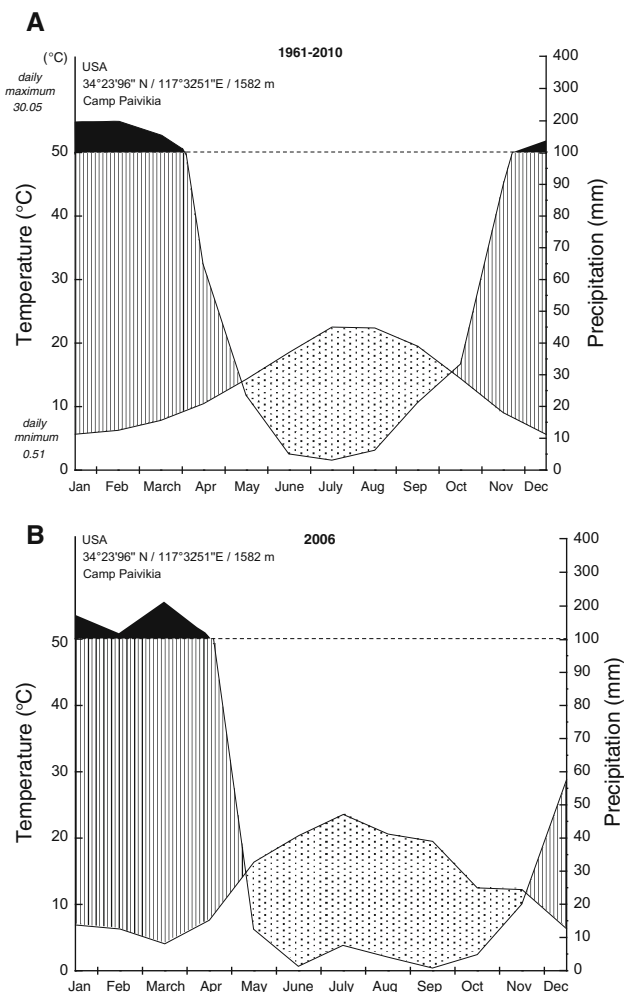 A
(°C)
1961-2010
daily
maximum
30.05
USA
34°23'96" N / 117°3251"E / 1582 m
Camp Paivikia
400
300
200
100
90
80
70
60
50
40
30
20
10
0
50
40
30
20
10
0
Temperature (°C)
Precipitation (mm)
daily
mnimum
0.51
Jan Feb March Apr May June July Aug Sep Oct Nov Dec
B
2006
USA
34°23'96" N / 117°3251"E / 1582 m
Camp Paivikia
400
300
200
100
90
80
70
60
50
40
30
20
10
0
50
40
30
20
10
0
Temperature (°C)
Precipitation (mm)
Jan Feb March Apr May June July Aug Sep Oct Nov Dec